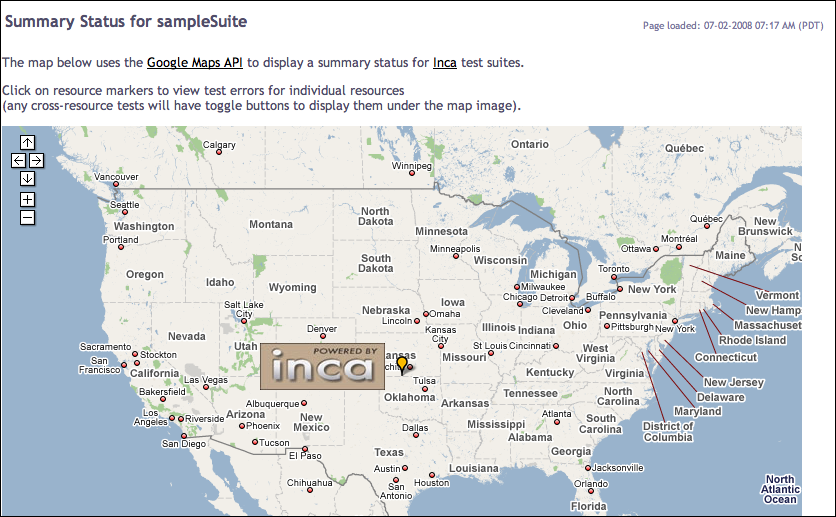 Summary Status for sampleSuite
Page loaded: 07-02-2008 07:17 AM (PDT)
The map below uses the Google Maps API to display a summary status for Inca test suites.
Click on resource markers to view test errors for individual resources
(any cross-resource tests will have toggle buttons to display them under the map image).
Calgary
Ontario
Québec
Winnipeg
Vancouver
Seattle
Washington
Portland
Montana
North
Dakota
Minnesota
Minneapolis
Québec
New
Brunswick
Ottawa
Montréal
Maine
Oregon
Idaho
South
Dakota
Wisconsin
Michigan
Toronto
Wyoming
Milwaukee
Chicago
Detroit
Buffalo
New York
Vermont
Salt Lake
City
Nebraska
Iowa
Omaha
Lincoln
Cleveland
Pennsylvania
New Hamp
Massachuset
Nevada
Denver
Kansas
City
Illinois
Indiana
Ohio
Pittsburgh
New York
Rhode Island
Sacramento
Stockton
San
Francisco
Utah
POWERED BY
inca
ansas
Missouri
St Louis
Cincinnati
West
Virginia
Connecticut
California
Las Vegas
Tulsa
Kentucky
Virginia
New Jersey
Bakersfield
Oklahoma
Tennessee
North
Carolina
Delaware
Los
Angeles
Riverside
Arizona
Albuquerque
New
Mexico
Arkansas
Maryland
Phoenix
Dallas
Mississippi
Atlanta
South
Carolina
District of
Columbia
San Diego
Tucson
Alabama
El Paso
Texas
Georgia
Austin
Louisiana
Jacksonville
Chihuahua
San
Antonio
Houston
Orlando
Florida
North
Atlantic
Ocean